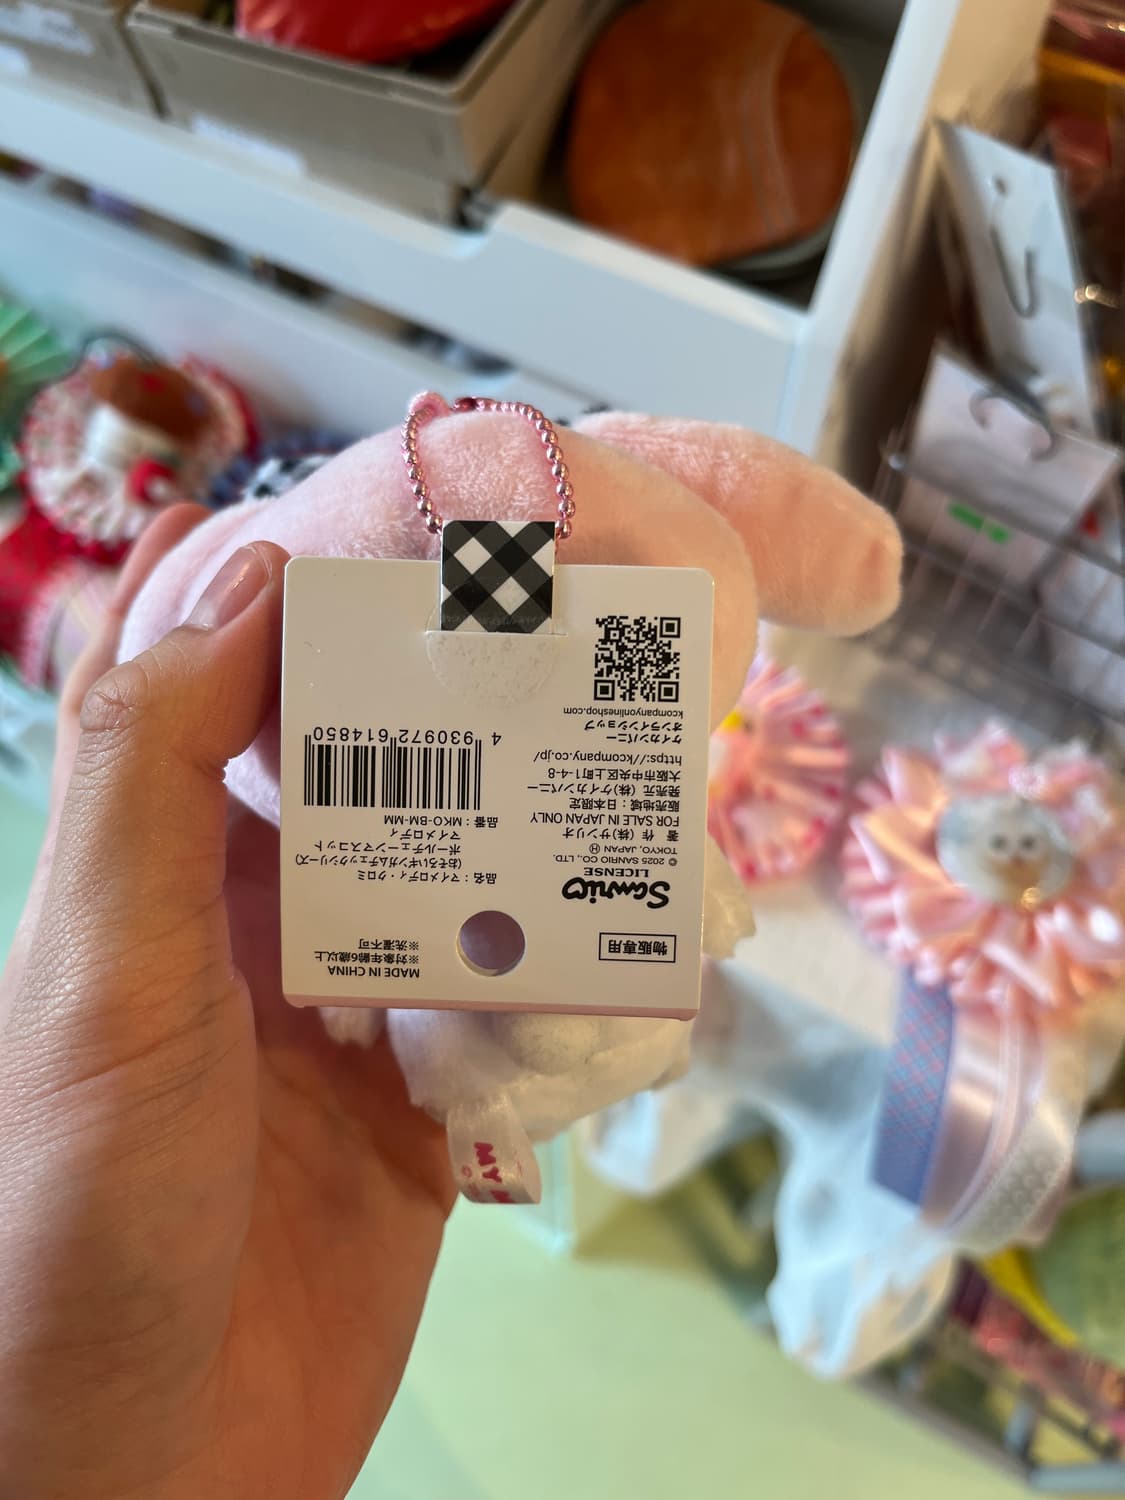 MADE IN CHINA
※対象年齢6歳以上
※洗濯不可
物販専用
品名：マイメロディ・クロミ
(おそろいギンガムチェックシリーズ)
ボールチェーンマスコット
マイメロディ
品番：MKO-BM-MM
4 930972 614850
Sanrio
LICENSE
© 2025 SANRIO CO., LTD.
TOKYO, JAPAN Ⓗ
著　作　(株)サンリオ
FOR SALE IN JAPAN ONLY
販売地域：日本限定
発売元　(株)ケイカンパニー
大阪市中央区上町1-4-8
https://kcompany.co.jp/
ケイカンパニー
オンラインショップ
kcompanyonlineshop.com
MY